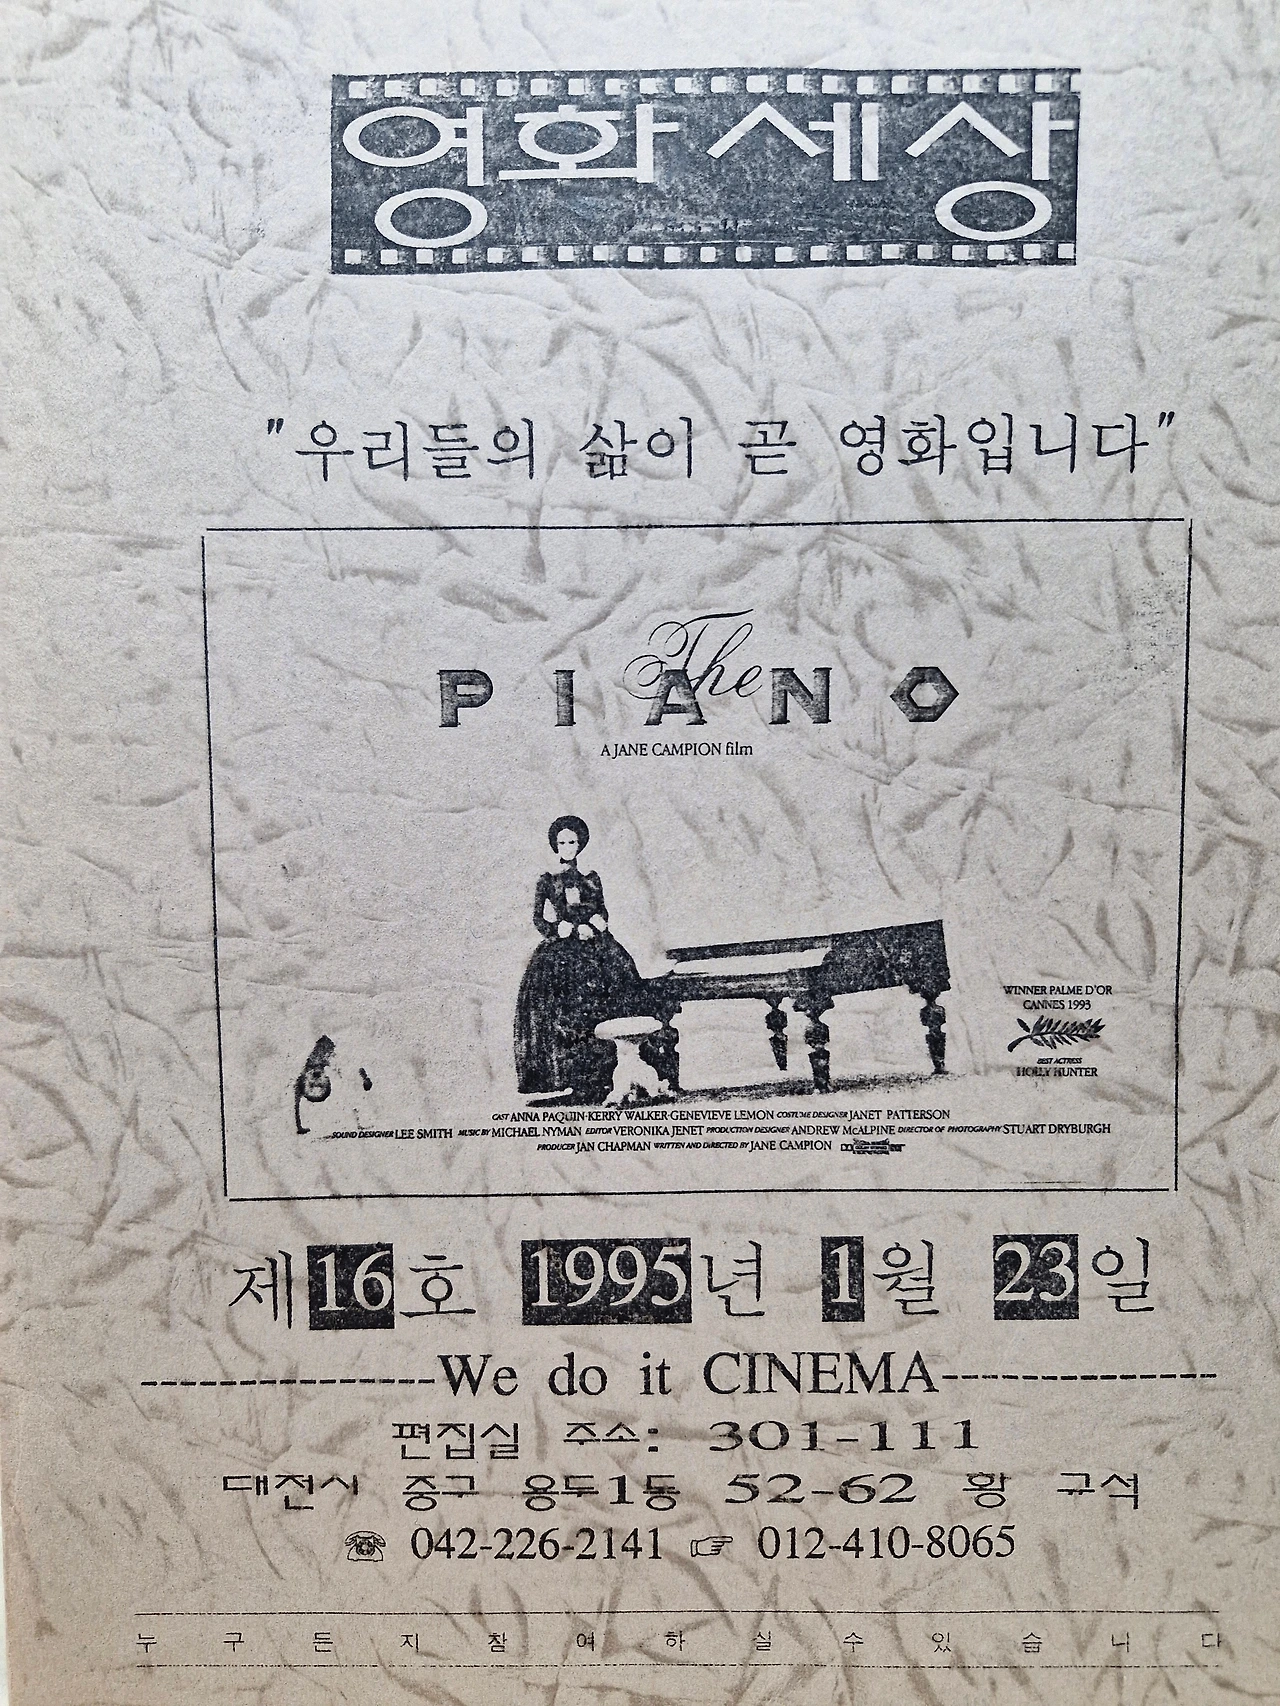 영화세상
"우리들의 삶이 곧 영화입니다"
The
PIANO
A JANE CAMPION film
WINNER PALME D'OR
CANNES 1993
BEST ACTRESS
HOLLY HUNTER
CAST ANNA PAQUIN·KERRY WALKER·GENEVIEVE LEMON COSTUME DESIGNER JANET PATTERSON
SOUND DESIGNER LEE SMITH MUSIC BY MICHAEL NYMAN EDITOR VERONIKA JENET PRODUCTION DESIGNER ANDREW McALPINE DIRECTOR OF PHOTOGRAPHY STUART DRYBURGH
PRODUCER JAN CHAPMAN WRITTEN AND DIRECTED BY JANE CAMPION
제16호 1995년 1월 23일
--------------We do it CINEMA--------------
편집실 주소: 301-111
대전시 중구 용두1동 52-62 황 규석
☏ 042-226-2141 ☞ 012-410-8065
누 구 든 지 참 여 하 실 수 있 습 니 다